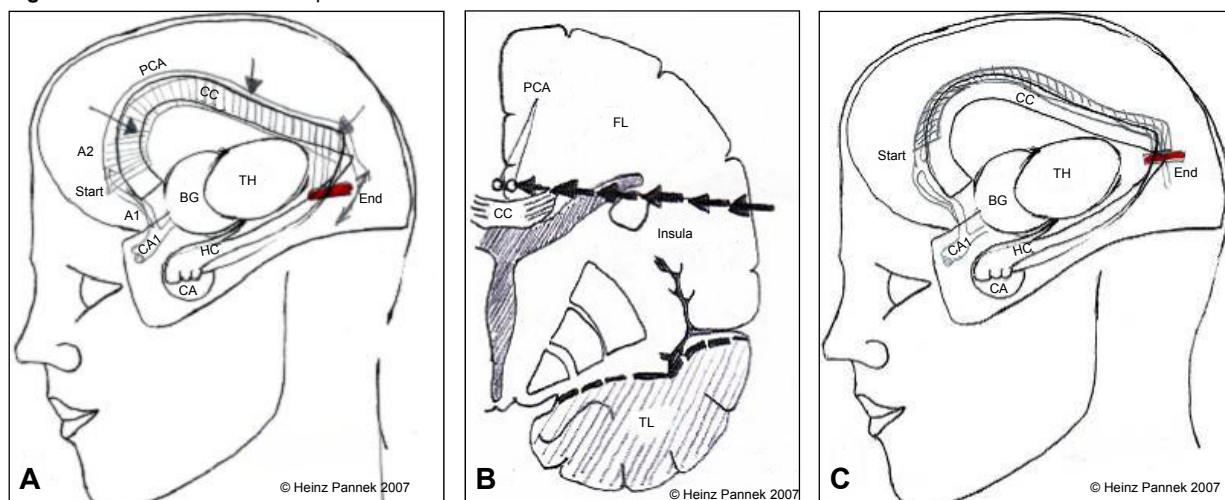 PCA
CC
A2
Start
A1
BG
TH
End
CA1
HC
CA
A
© Heinz Pannek 2007
PCA
FL
CC
Insula
TL
B
© Heinz Pannek 2007
CC
Start
BG
TH
End
CA1
HC
CA
C
© Heinz Pannek 2007